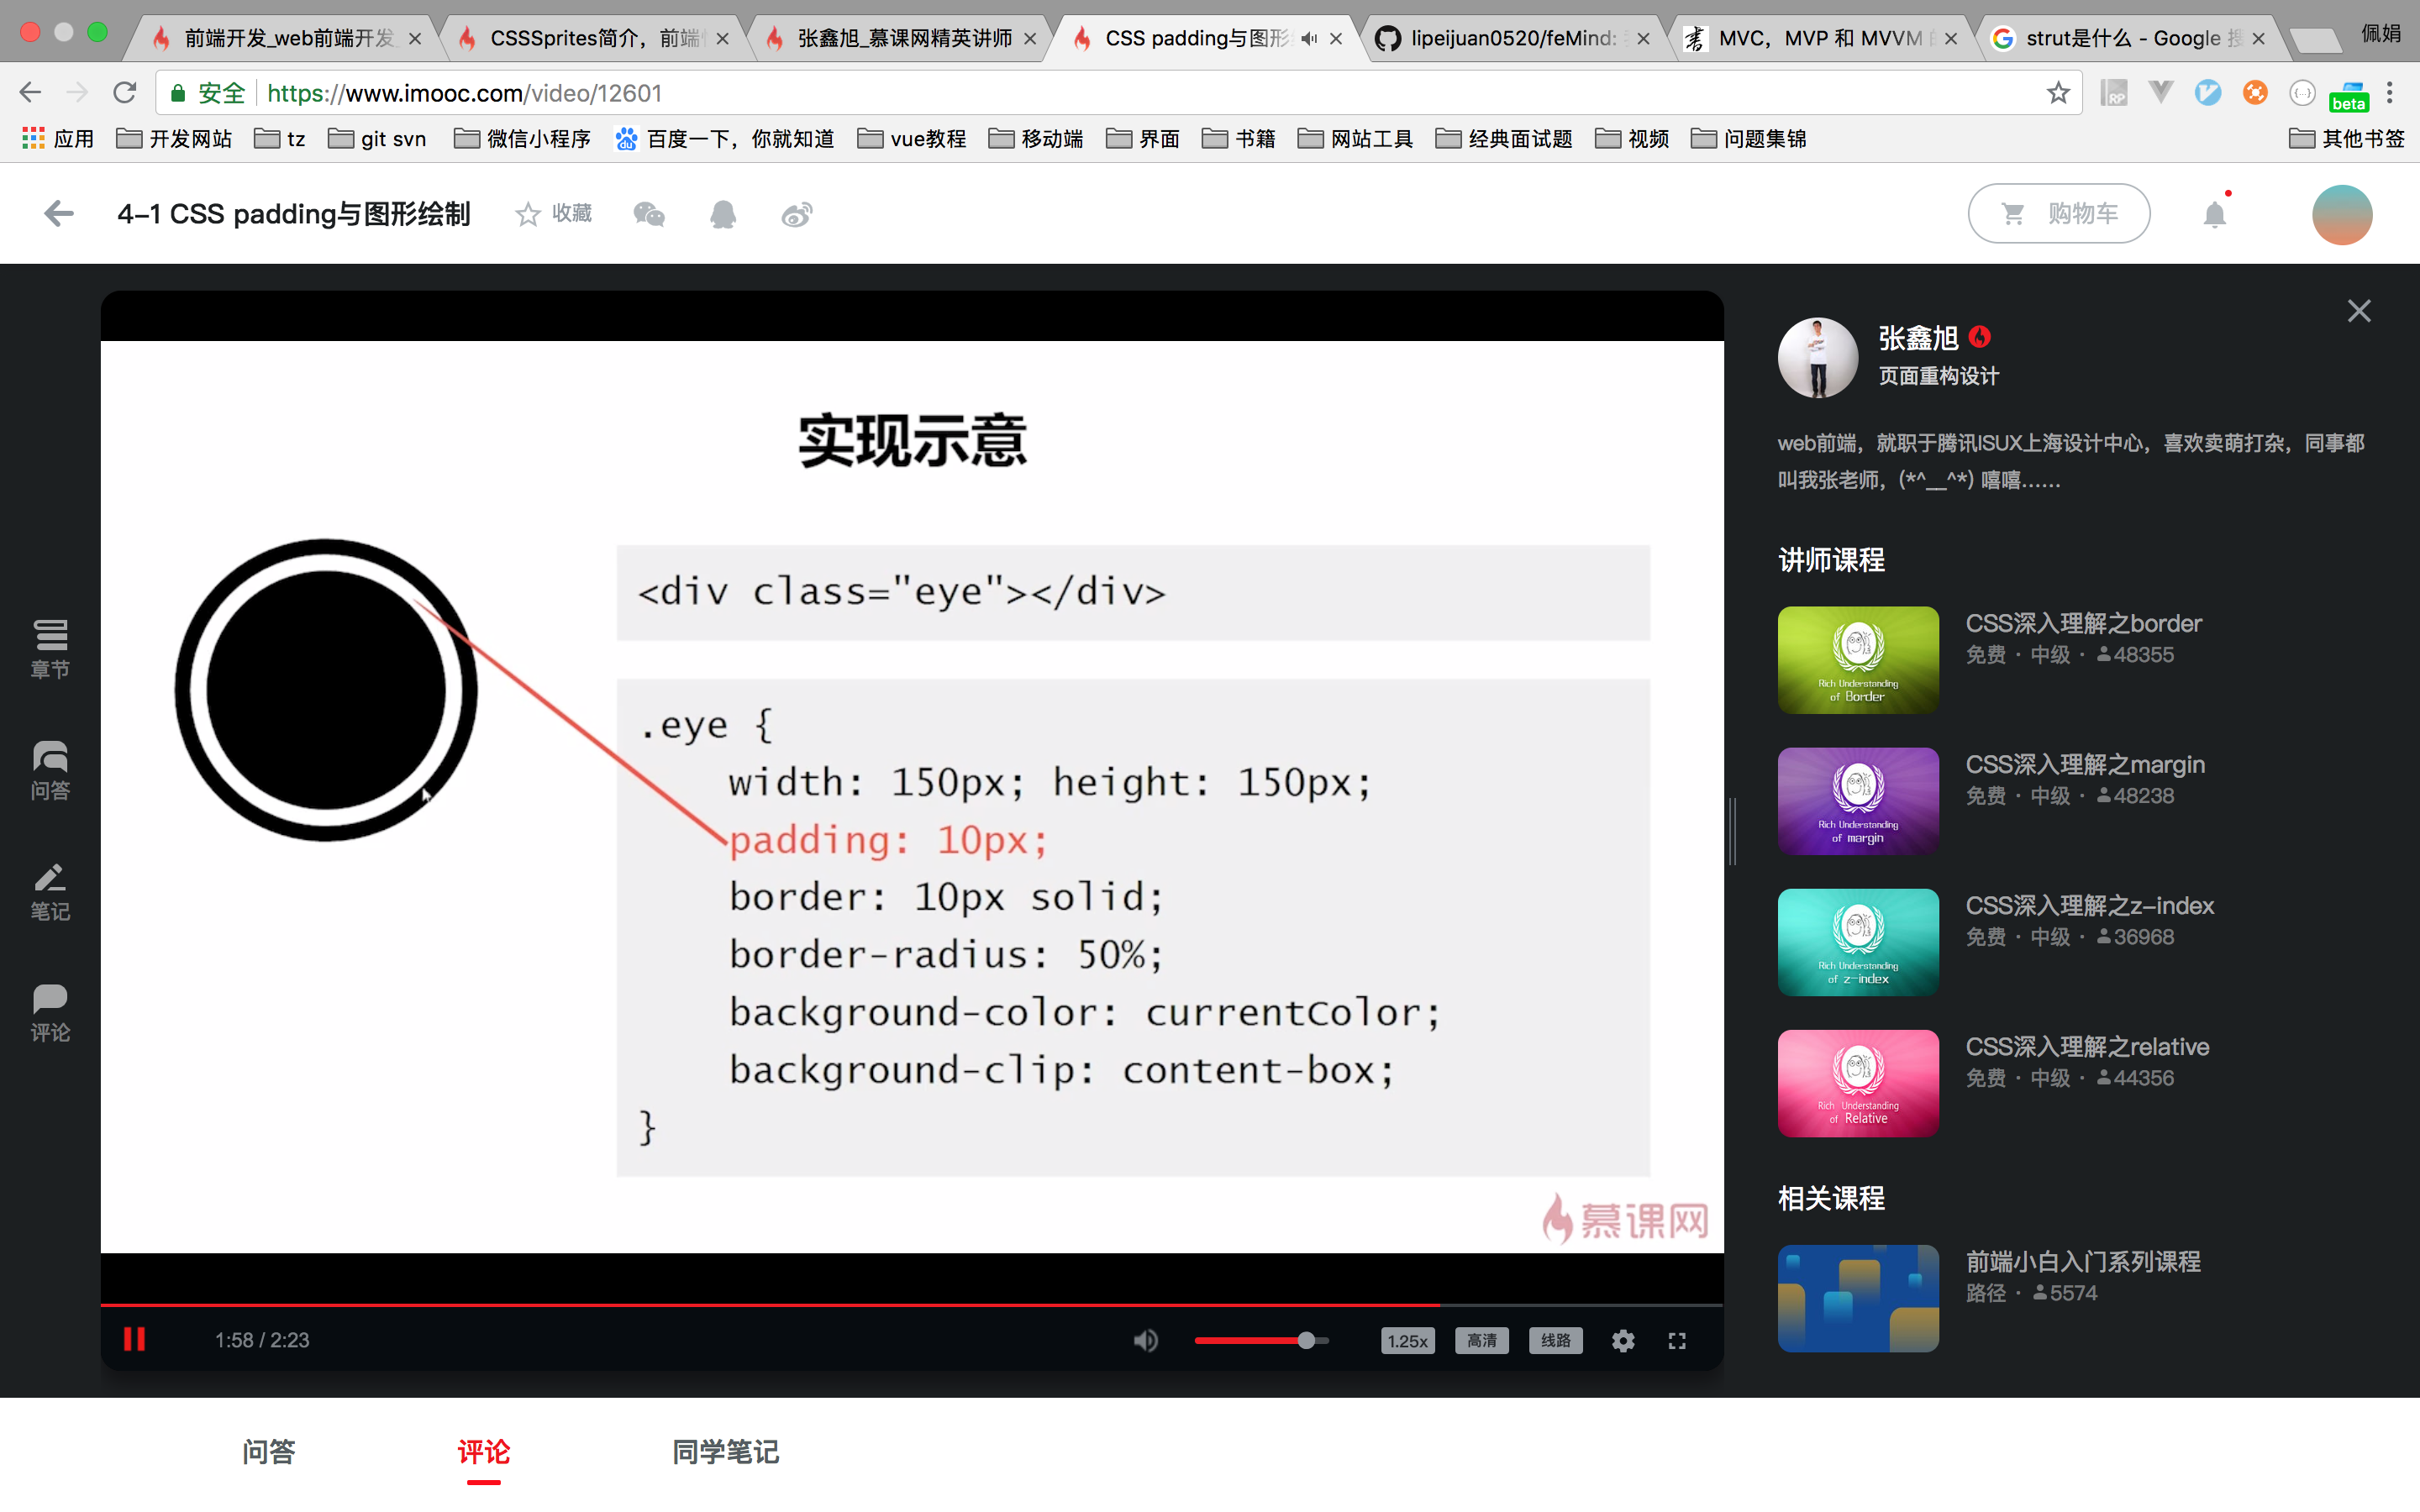 前端开发_web前端开发
CSSSprites简介，前端
张鑫旭_慕课网精英讲师
CSS padding与图形
lipeijuan0520/feMind:
MVC，MVP 和 MVVM
strut是什么 - Google
佩娟
安全
https://www.imooc.com/video/12601
beta
应用
开发网站
tz
git svn
微信小程序
百度一下，你就知道
vue教程
移动端
界面
书籍
网站工具
经典面试题
视频
问题集锦
其他书签
4-1 CSS padding与图形绘制
收藏
购物车
章节
问答
笔记
评论
实现示意
<div class="eye"></div>
.eye {
width: 150px; height: 150px;
padding: 10px;
border: 10px solid;
border-radius: 50%;
background-color: currentColor;
background-clip: content-box;
}
慕课网
1:58 / 2:23
1.25x
高清
线路
张鑫旭
页面重构设计
web前端，就职于腾讯ISUX上海设计中心，喜欢卖萌打杂，同事都
叫我张老师，(*^__^*) 嘻嘻……
讲师课程
Rich Understanding
of Border
CSS深入理解之border
免费 · 中级 · 48355
Rich Understanding
of margin
CSS深入理解之margin
免费 · 中级 · 48238
Rich Understanding
of z-index
CSS深入理解之z-index
免费 · 中级 · 36968
Rich Understanding
of Relative
CSS深入理解之relative
免费 · 中级 · 44356
相关课程
前端小白入门系列课程
路径 · 5574
问答
评论
同学笔记